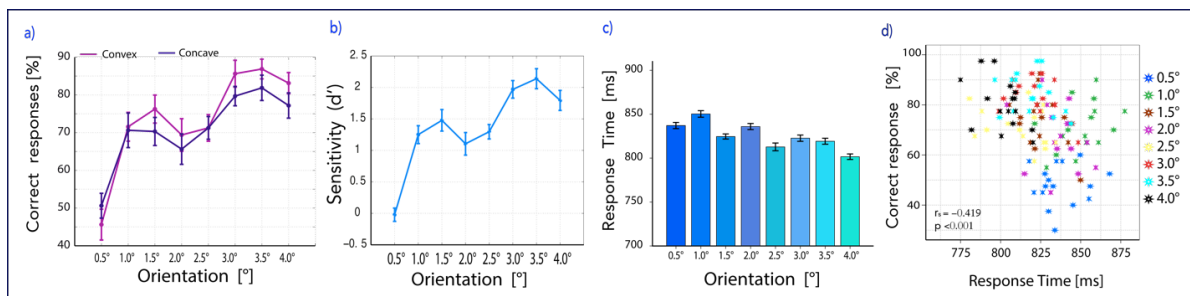 a)
Convex
Concave
Correct responses [%]
90
80
70
60
50
40
0.5° 1.0° 1.5° 2.0° 2.5° 3.0° 3.5° 4.0°
Orientation [°]
b)
Sensitivity (d')
2.5
2
1.5
1
0.5
0
−0.5
0.5° 1.0° 1.5° 2.0° 2.5° 3.0° 3.5° 4.0°
Orientation [°]
c)
Response Time [ms]
900
850
800
700
0.5° 1.0° 1.5° 2.0° 2.5° 3.0° 3.5° 4.0°
Orientation [°]
d)
Correct responses [%]
100
80
60
40
rs = −0.419
p <0.001
775 800 825 850 875
Response Time [ms]
0.5°
1.0°
1.5°
2.0°
2.5°
3.0°
3.5°
4.0°